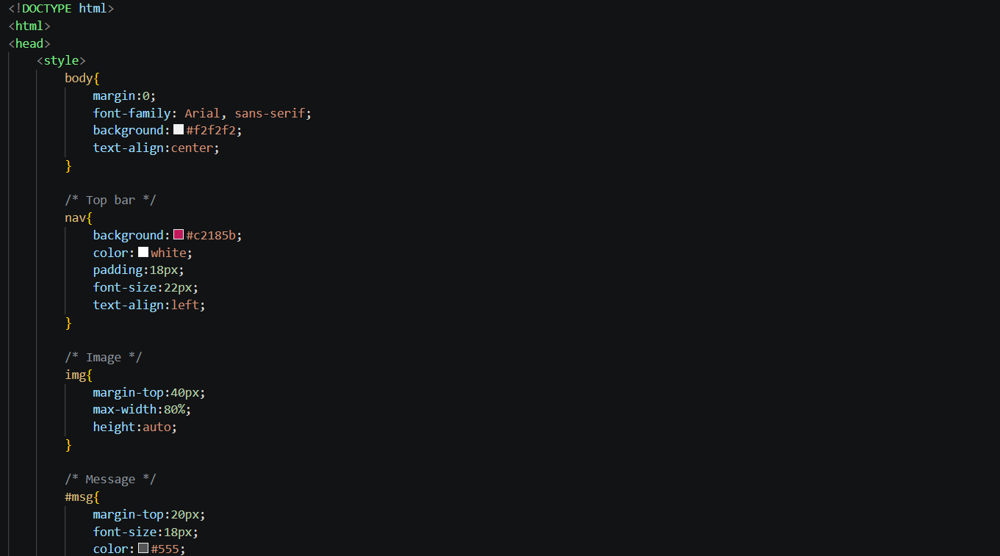 <!DOCTYPE html>
<html>
<head>
    <style>
        body{
            margin:0;
            font-family: Arial, sans-serif;
            background:#f2f2f2;
            text-align:center;
        }

        /* Top bar */
        nav{
            background:#c2185b;
            color:white;
            padding:18px;
            font-size:22px;
            text-align:left;
        }

        /* Image */
        img{
            margin-top:40px;
            max-width:80%;
            height:auto;
        }

        /* Message */
        #msg{
            margin-top:20px;
            font-size:18px;
            color:#555;